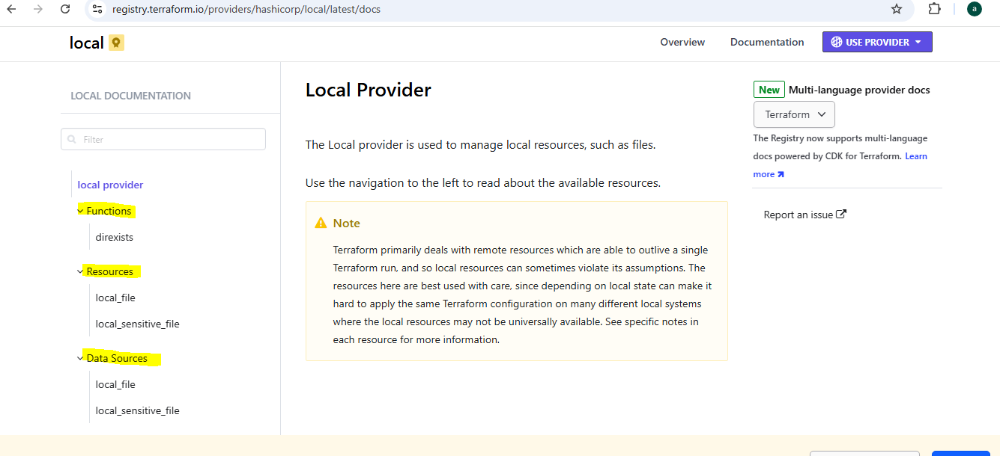 registry.terraform.io/providers/hashicorp/local/latest/docs
a
local
Overview
Documentation
USE PROVIDER
LOCAL DOCUMENTATION
Filter
local provider
Functions
direxists
Resources
local_file
local_sensitive_file
Data Sources
local_file
local_sensitive_file
Local Provider
The Local provider is used to manage local resources, such as files.
Use the navigation to the left to read about the available resources.
Note
Terraform primarily deals with remote resources which are able to outlive a single
Terraform run, and so local resources can sometimes violate its assumptions. The
resources here are best used with care, since depending on local state can make it
hard to apply the same Terraform configuration on many different local systems
where the local resources may not be universally available. See specific notes in
each resource for more information.
New Multi-language provider docs
Terraform
The Registry now supports multi-language
docs powered by CDK for Terraform. Learn
more
Report an issue